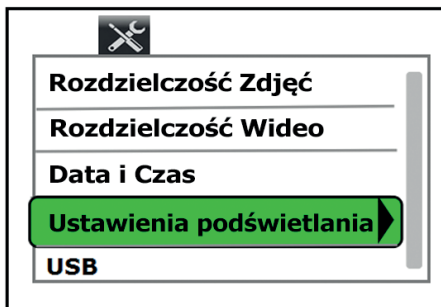 Rozdzielczość Zdjęć
Rozdzielczość Wideo
Data i Czas
Ustawienia podświetlania
USB